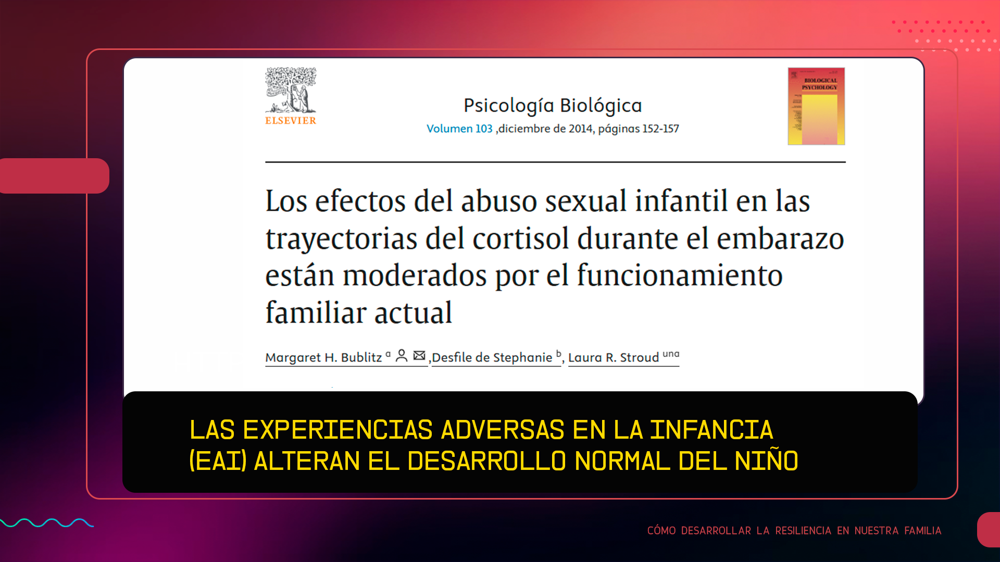 ELSEVIER
Psicología Biológica
Volumen 103 ,diciembre de 2014, páginas 152-157
BIOLOGICAL
PSYCHOLOGY
Los efectos del abuso sexual infantil en las
trayectorias del cortisol durante el embarazo
están moderados por el funcionamiento
familiar actual
Margaret H. Bublitz a ,Desfile de Stephanie b, Laura R. Stroud una
LAS EXPERIENCIAS ADVERSAS EN LA INFANCIA
(EAI) ALTERAN EL DESARROLLO NORMAL DEL NIÑO
CÓMO DESARROLLAR LA RESILIENCIA EN NUESTRA FAMILIA